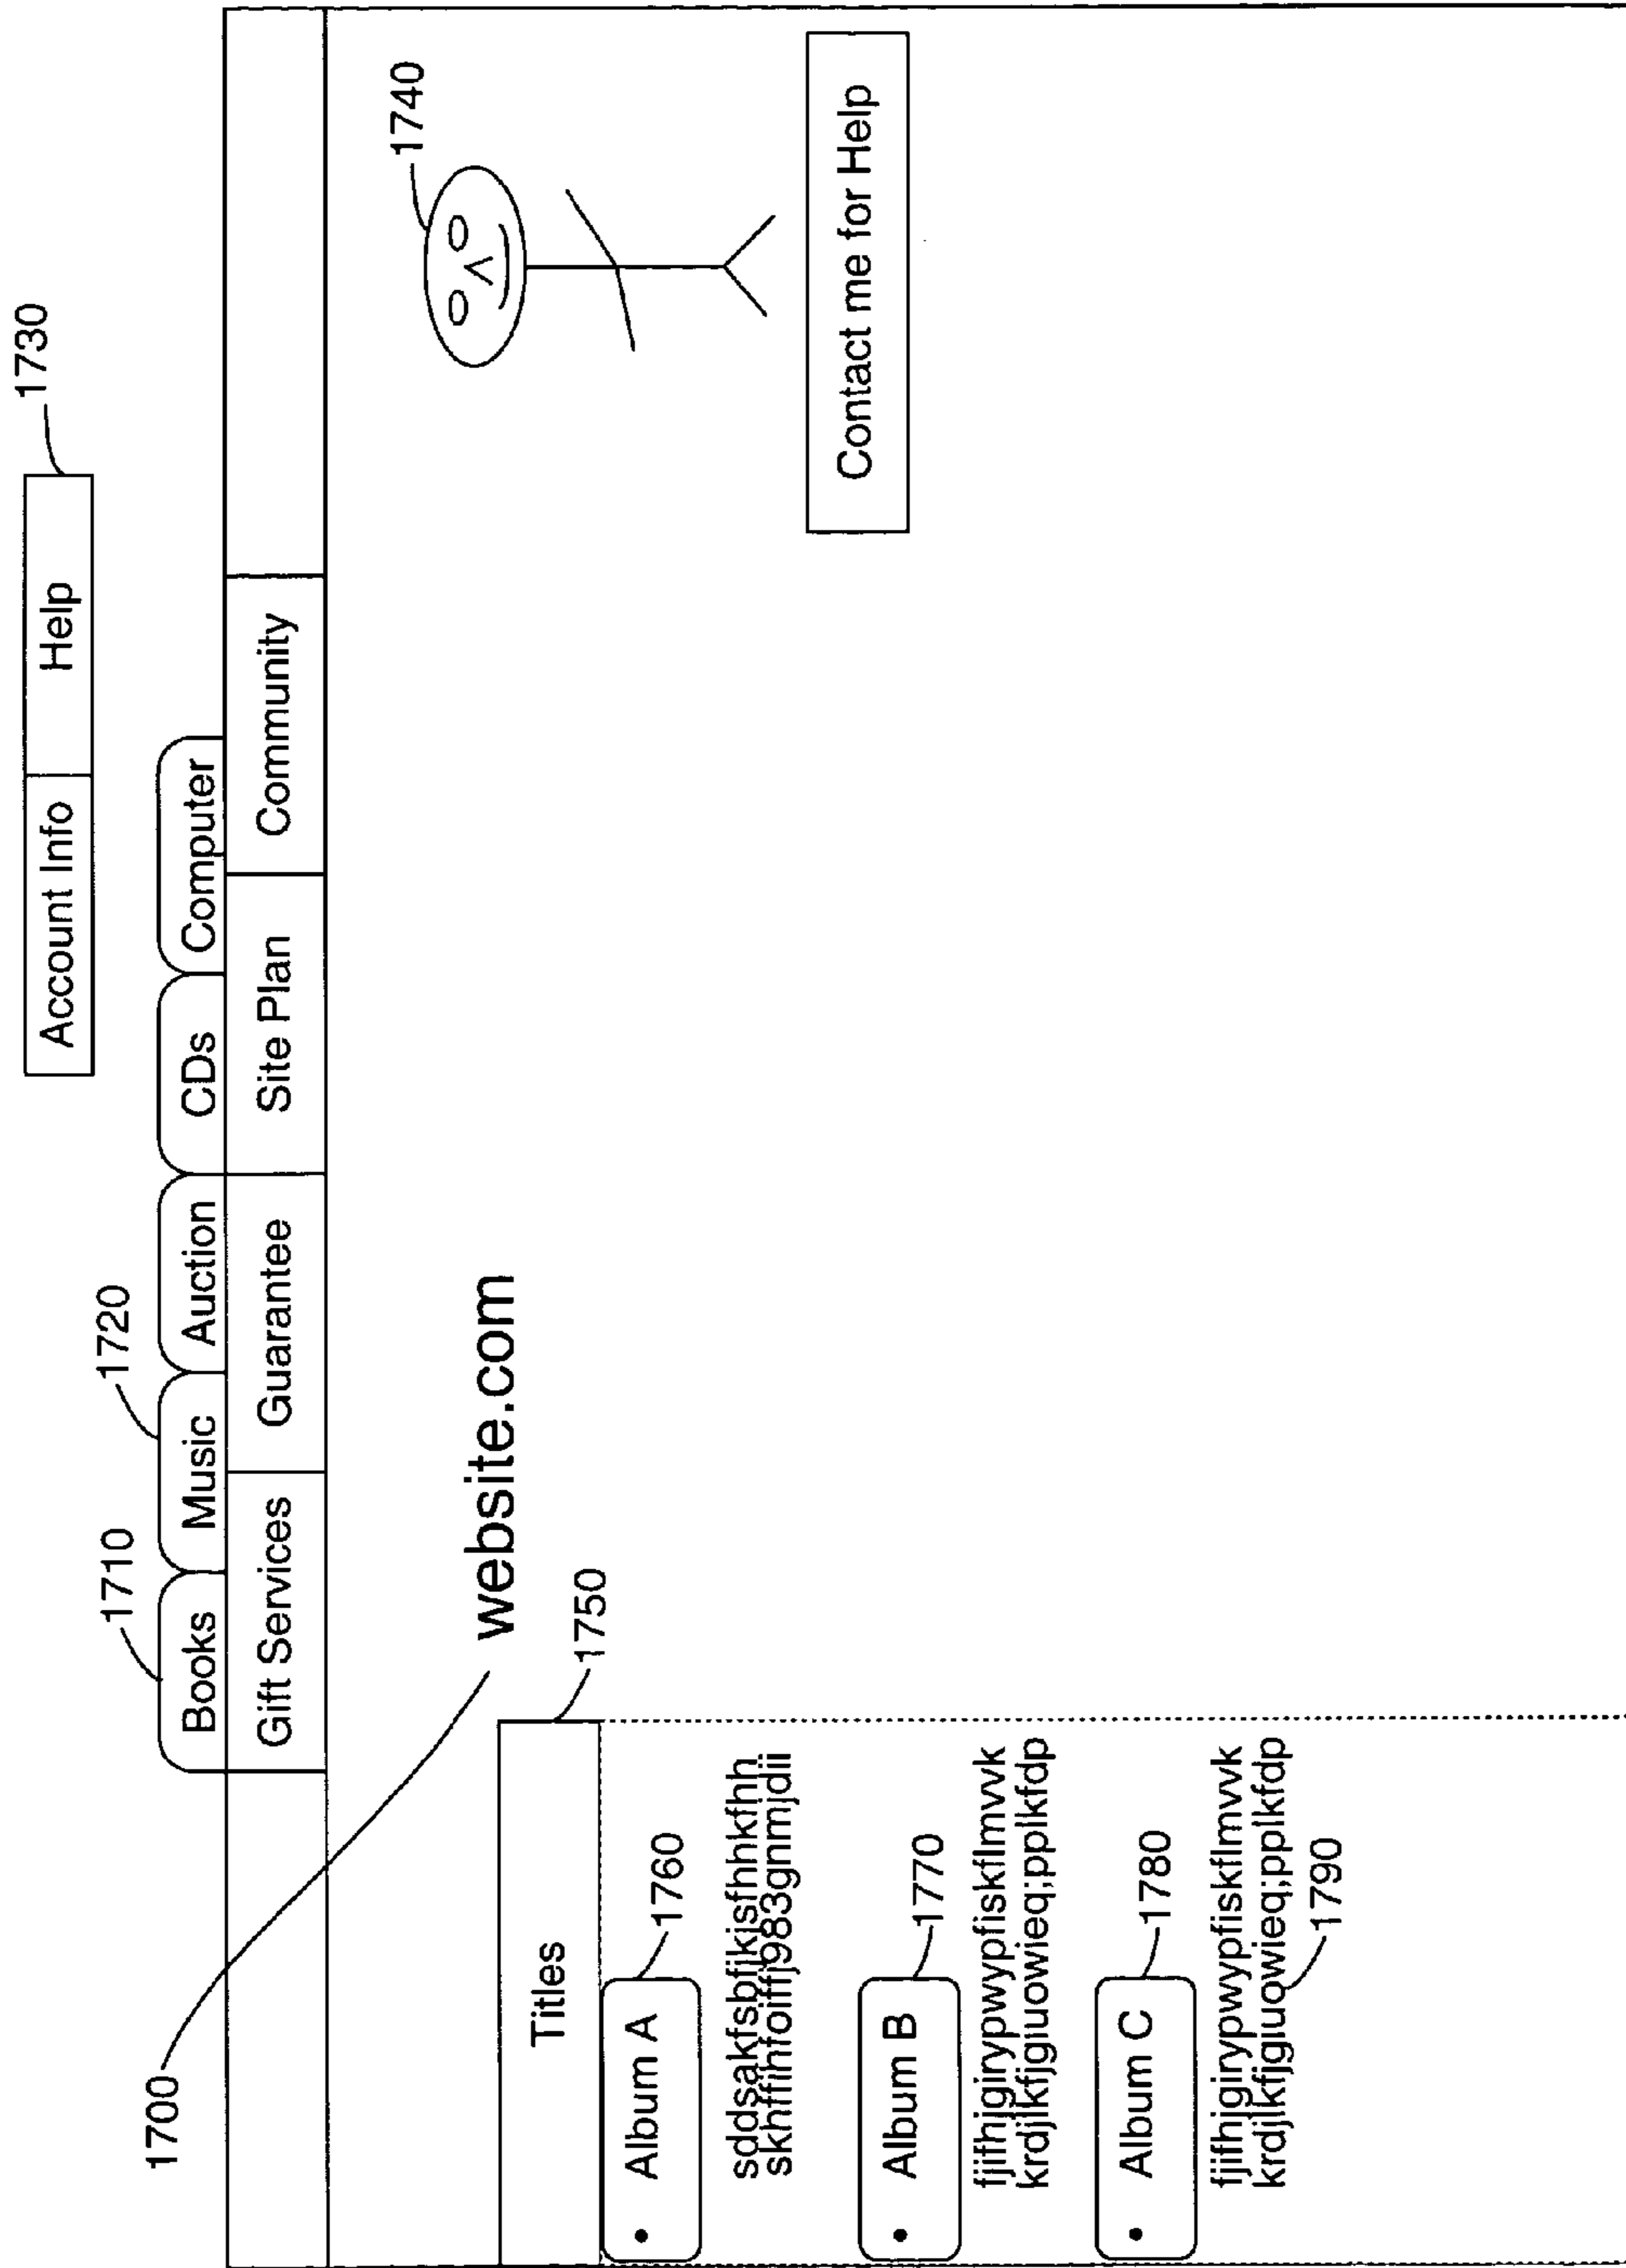 1730
Account Info Help
1710 1720
Books Music Auction CDs Computer
Gift Services Guarantee Site Plan Community
1700
website.com
1740
1750
Titles
• Album A
1760
sddsakfsbfjkjsfhhkfhh
skhffihfoiffj983gnmjdii
Contact me for Help
• Album B
1770
fjifhjgirypwypfiskflmvvk
krdjlkfjgiuowieq;pplkfdp
• Album C
1780
fjifhjgirypwypfiskflmvvk
krdjlkfjgiuowieq;pplkfdp
1790